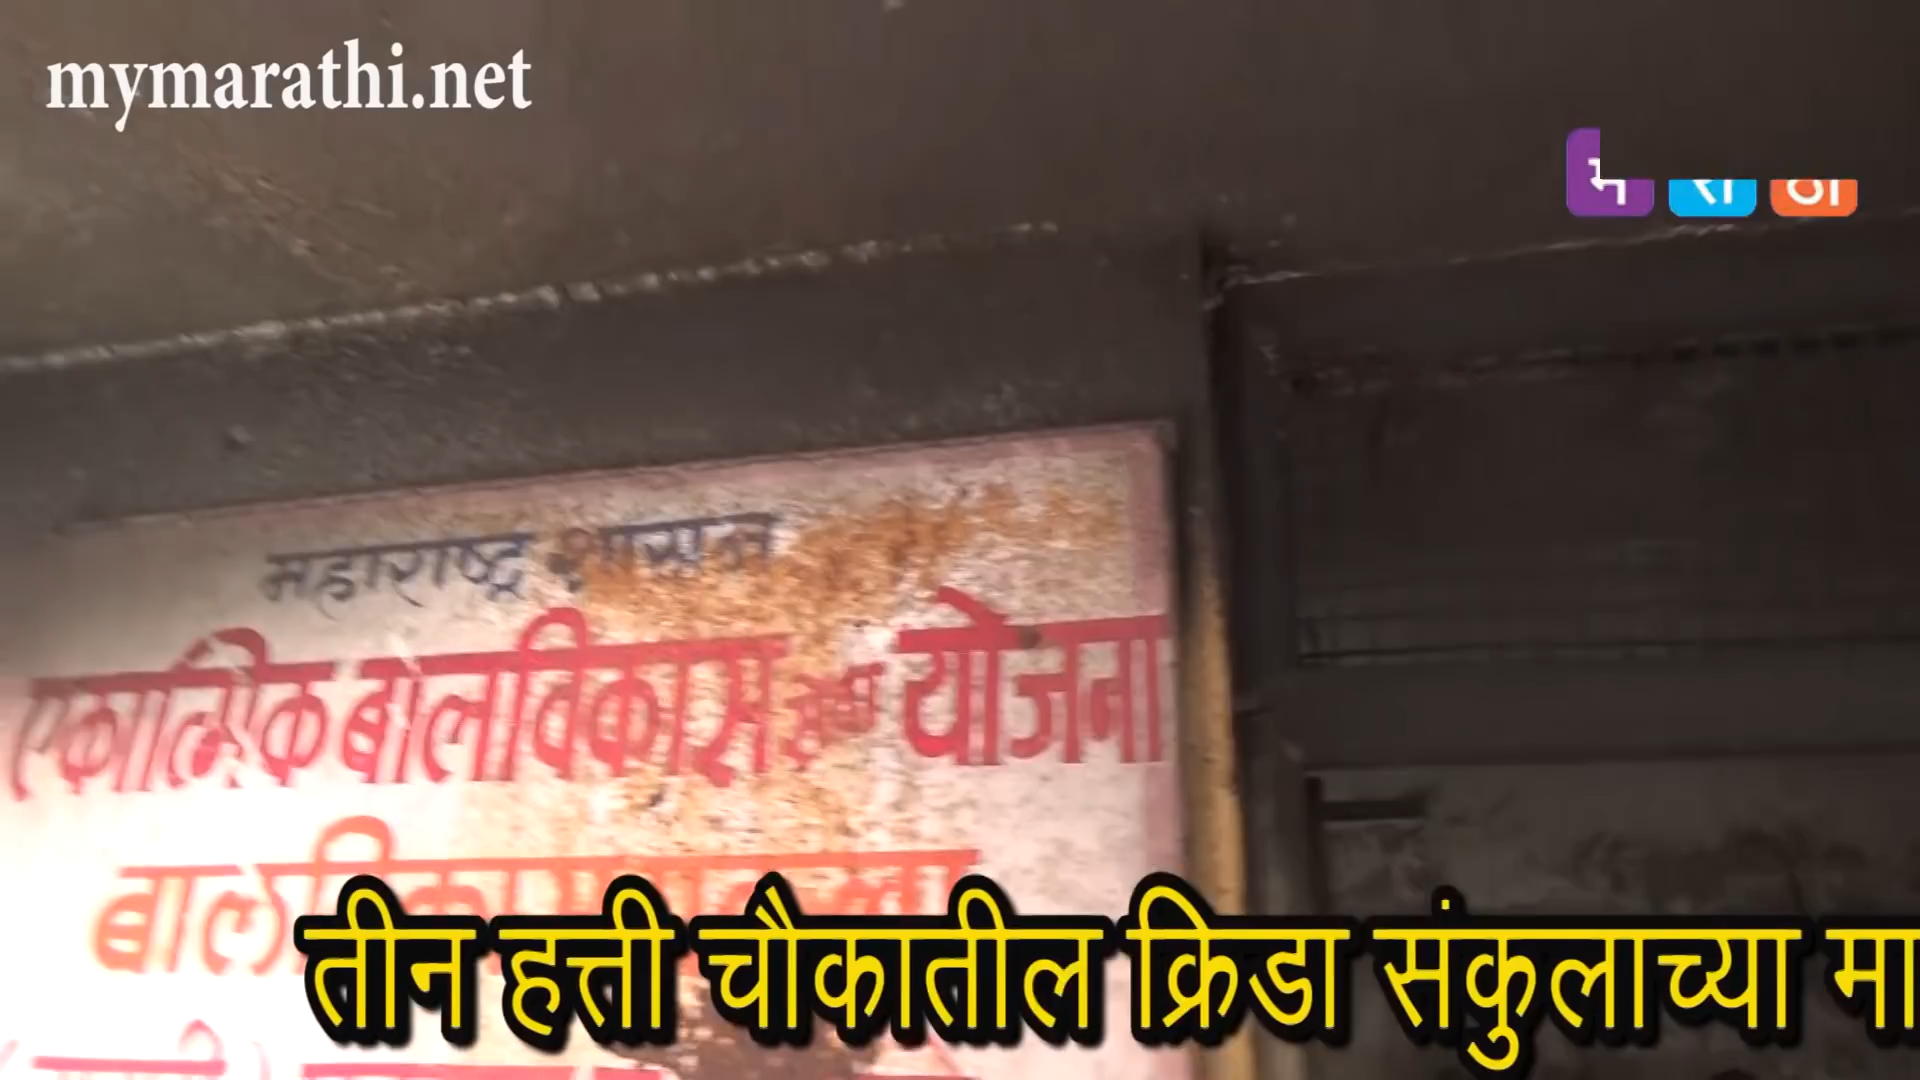 mymarathi.net
म रा ठी
महाराष्ट्र शासन
एकात्मिक बालविकास सेवा योजना
तीन हत्ती चौकातील क्रिडा संकुलाच्या मा